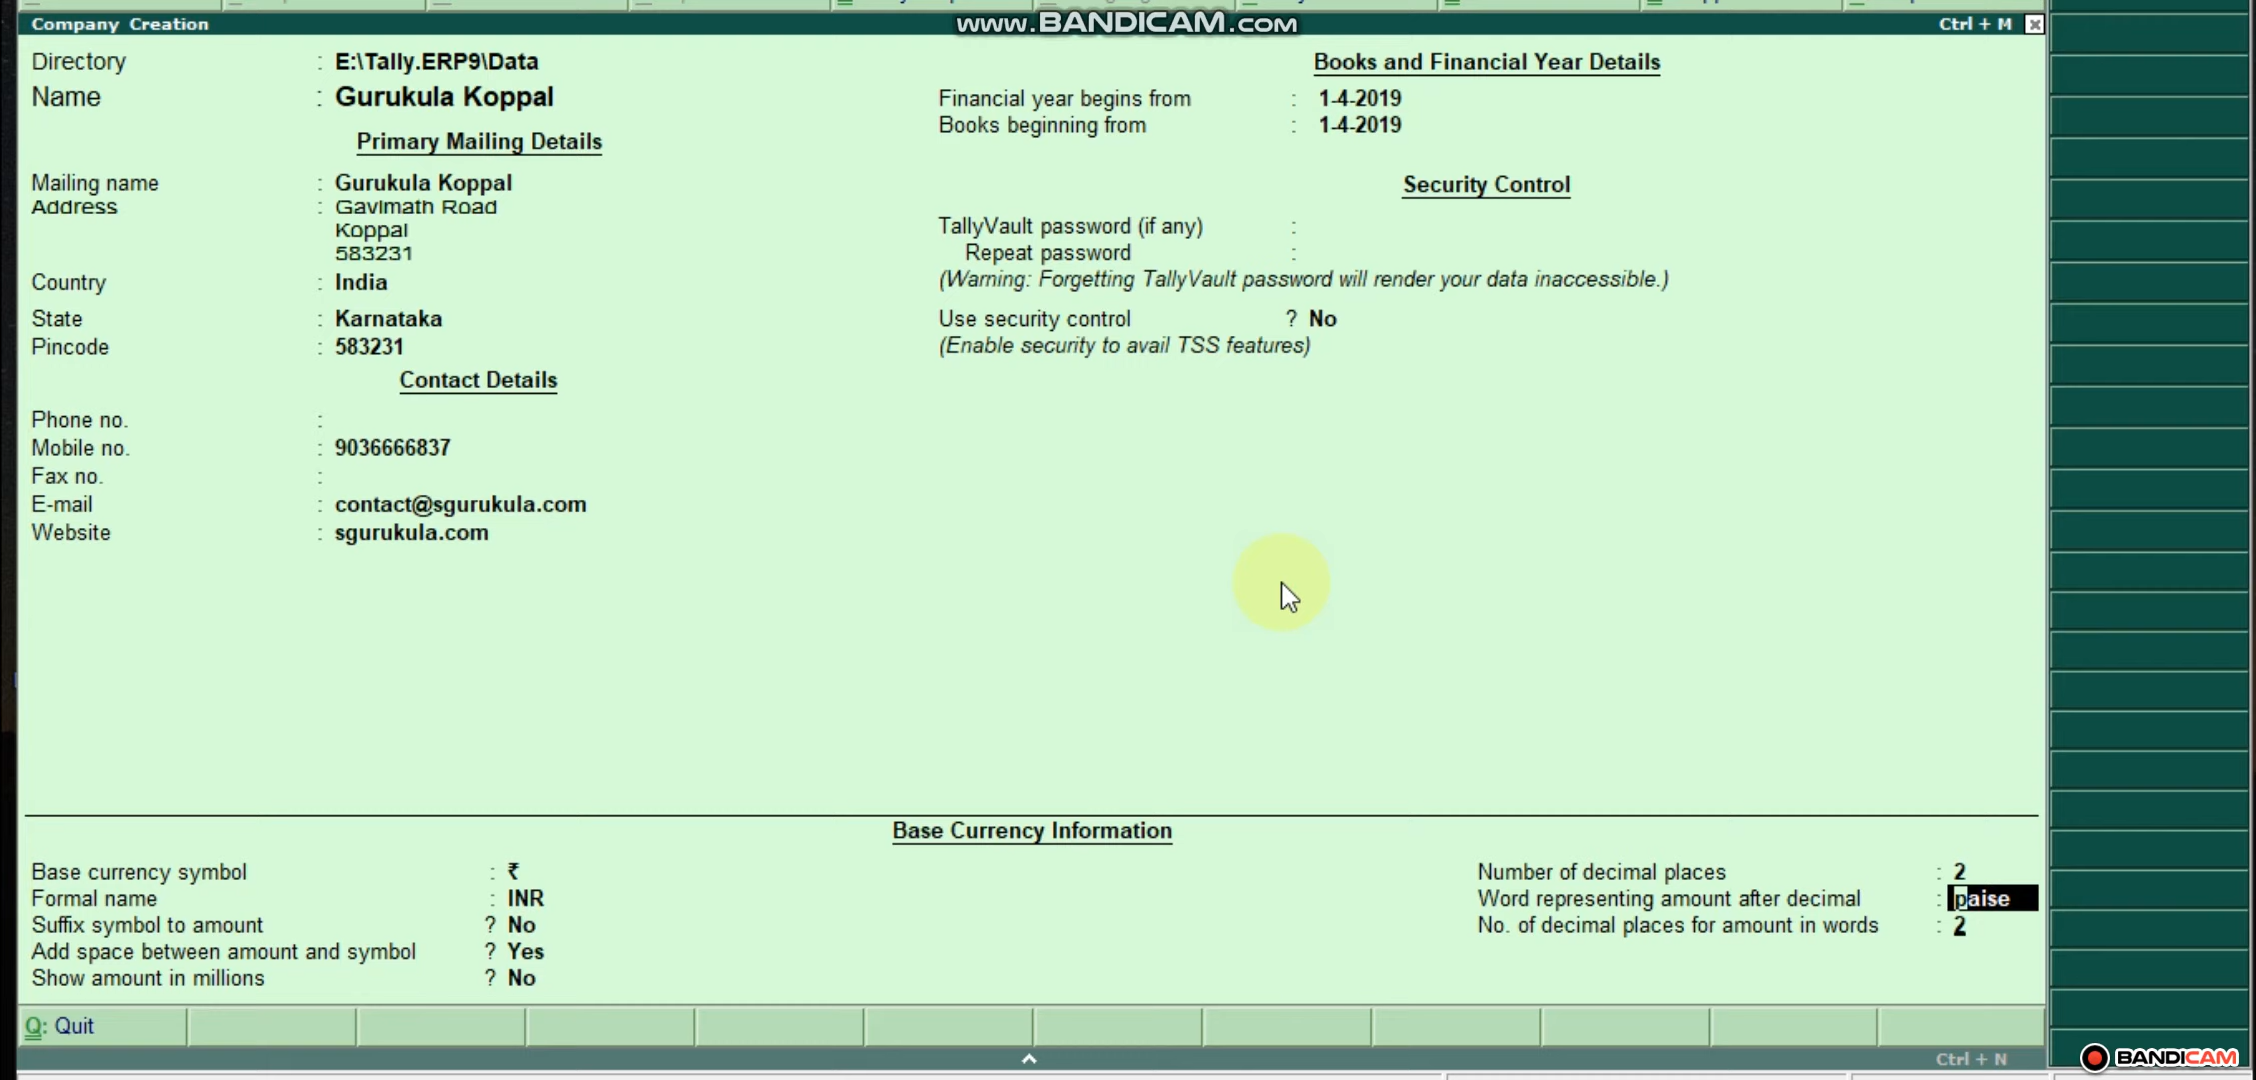 Company Creation
www.BANDICAM.com
Ctrl + M
Directory : E:\Tally.ERP9\Data
Name : Gurukula Koppal
Primary Mailing Details
Mailing name : Gurukula Koppal
Address : Gavimath Road
Koppal
583231
Country : India
State : Karnataka
Pincode : 583231
Contact Details
Phone no. :
Mobile no. : 9036666837
Fax no. :
E-mail : contact@sgurukula.com
Website : sgurukula.com
Books and Financial Year Details
Financial year begins from : 1-4-2019
Books beginning from : 1-4-2019
Security Control
TallyVault password (if any) :
Repeat password :
(Warning: Forgetting TallyVault password will render your data inaccessible.)
Use security control ? No
(Enable security to avail TSS features)
Base Currency Information
Base currency symbol : ₹
Formal name : INR
Suffix symbol to amount ? No
Add space between amount and symbol ? Yes
Show amount in millions ? No
Number of decimal places : 2
Word representing amount after decimal : paise
No. of decimal places for amount in words : 2
Q: Quit
Ctrl + N
BANDICAM